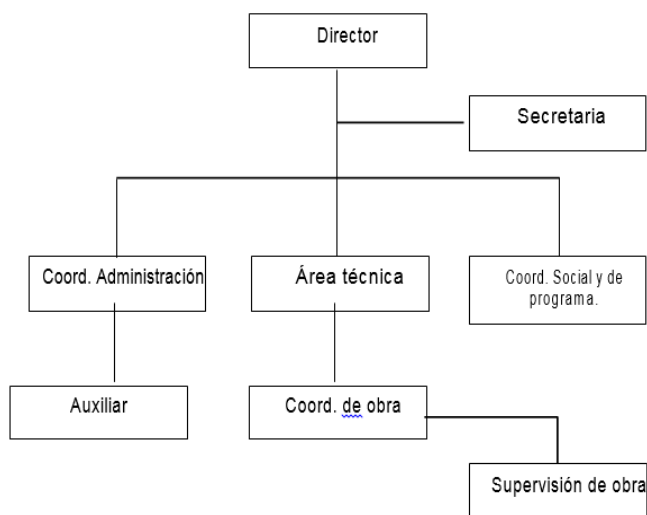 Director
Secretaria
Coord. Administración
Área técnica
Coord. Social y de
programa.
Auxiliar
Coord. de obra
Supervisión de obra